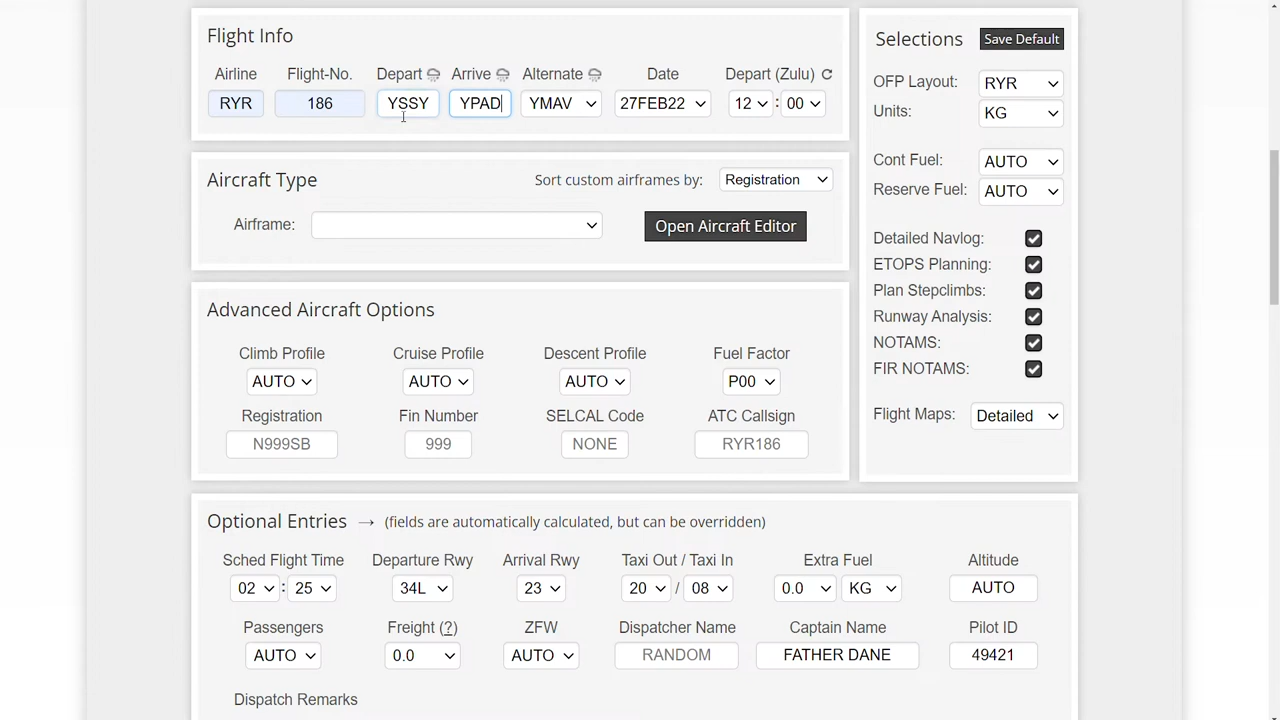 Flight Info
Airline Flight-No. Depart Arrive Alternate Date Depart (Zulu)
RYR 186 YSSY YPAD YMAV 27FEB22 12 : 00
Aircraft Type Sort custom airframes by: Registration
Airframe: Open Aircraft Editor
Advanced Aircraft Options
Climb Profile Cruise Profile Descent Profile Fuel Factor
AUTO AUTO AUTO P00
Registration Fin Number SELCAL Code ATC Callsign
N999SB 999 NONE RYR186
Selections Save Default
OFP Layout: RYR
Units: KG
Cont Fuel: AUTO
Reserve Fuel: AUTO
Detailed Navlog:
ETOPS Planning:
Plan Stepclimbs:
Runway Analysis:
NOTAMS:
FIR NOTAMS:
Flight Maps: Detailed
Optional Entries → (fields are automatically calculated, but can be overridden)
Sched Flight Time Departure Rwy Arrival Rwy Taxi Out / Taxi In Extra Fuel Altitude
02 : 25 34L 23 20 / 08 0.0 KG AUTO
Passengers Freight (?) ZFW Dispatcher Name Captain Name Pilot ID
AUTO 0.0 AUTO RANDOM FATHER DANE 49421
Dispatch Remarks